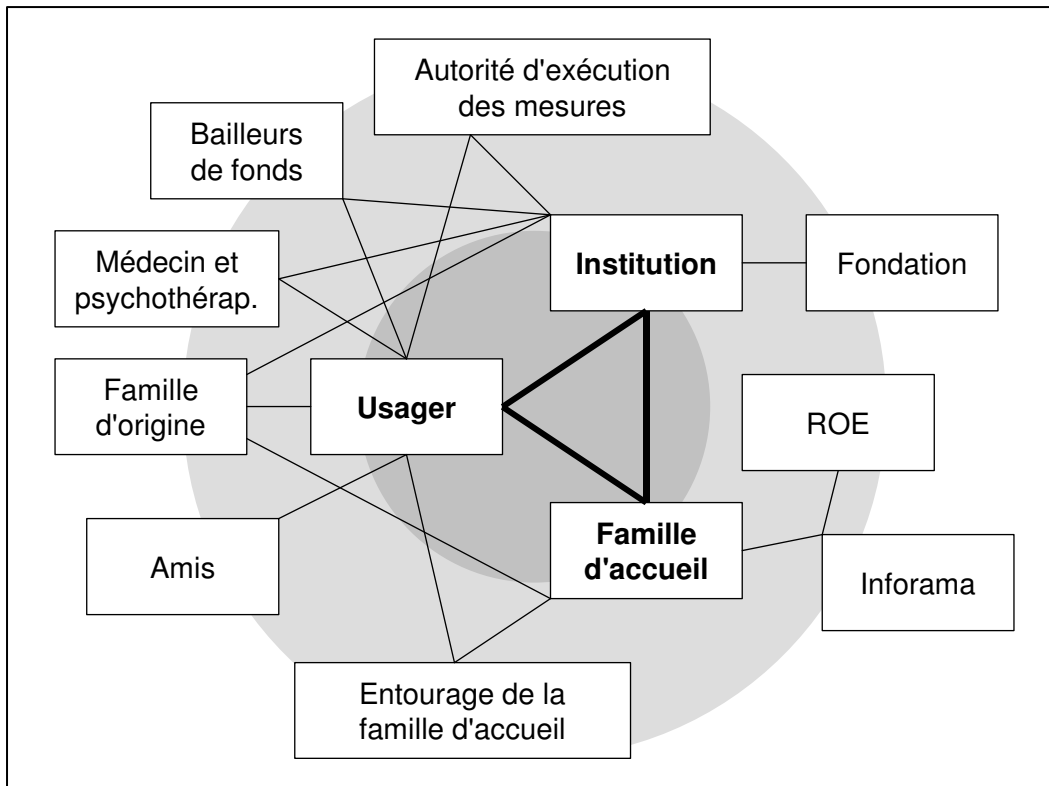 Autorité d'exécution
des mesures
Bailleurs
de fonds
Médecin et
psychothérap.
Institution
Fondation
Famille
d'origine
Usager
ROE
Amis
Famille
d'accueil
Inforama
Entourage de la
famille d'accueil